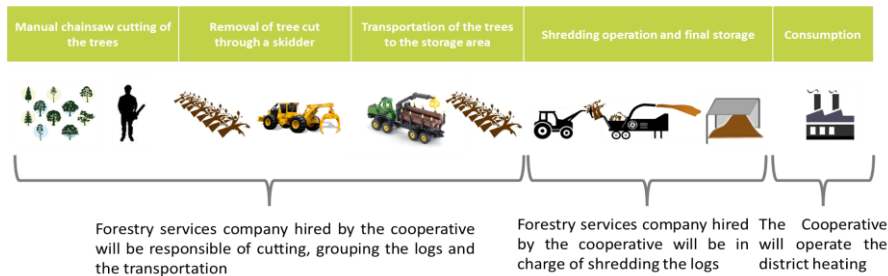 Manual chainsaw cutting of
the trees
Removal of tree cut
through a skidder
Transportation of the trees
to the storage area
Shredding operation and final storage
Consumption
Forestry services company hired by the cooperative
will be responsible of cutting, grouping the logs and
the transportation
Forestry services company hired
by the cooperative will be in
charge of shredding the logs
The Cooperative
will operate the
district heating